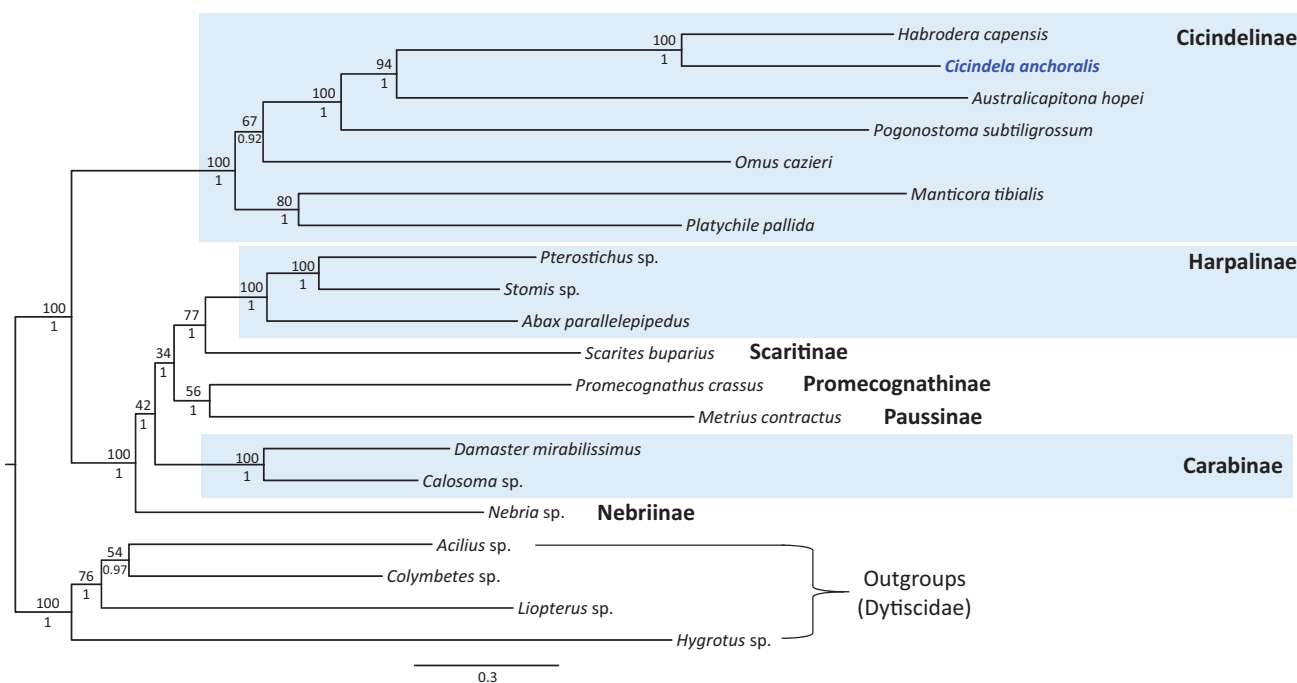 Habrodera capensis
Cicindelinae
100
1
Cicindela anchoralis
94
1
Australicapitona hopei
100
1
Pogonostoma subtiligrossum
67
0.92
Omus cazieri
100
1
Manticora tibialis
80
1
Platychile pallida
Pterostichus sp.
Harpalinae
100
1
Stomis sp.
100
1
Abax parallelepipedus
100
1
77
1
Scarites buparius Scaritinae
34
1
Promecognathus crassus Promecognathinae
56
1
Metrius contractus Paussinae
42
1
Damaster mirabilissimus
100
1
Carabinae
Calosoma sp.
100
1
Nebria sp. Nebriinae
Acilius sp.
54
0.97
Colymbetes sp.
76
1
Outgroups
(Dytiscidae)
Liopterus sp.
100
1
Hygrotus sp.
0.3